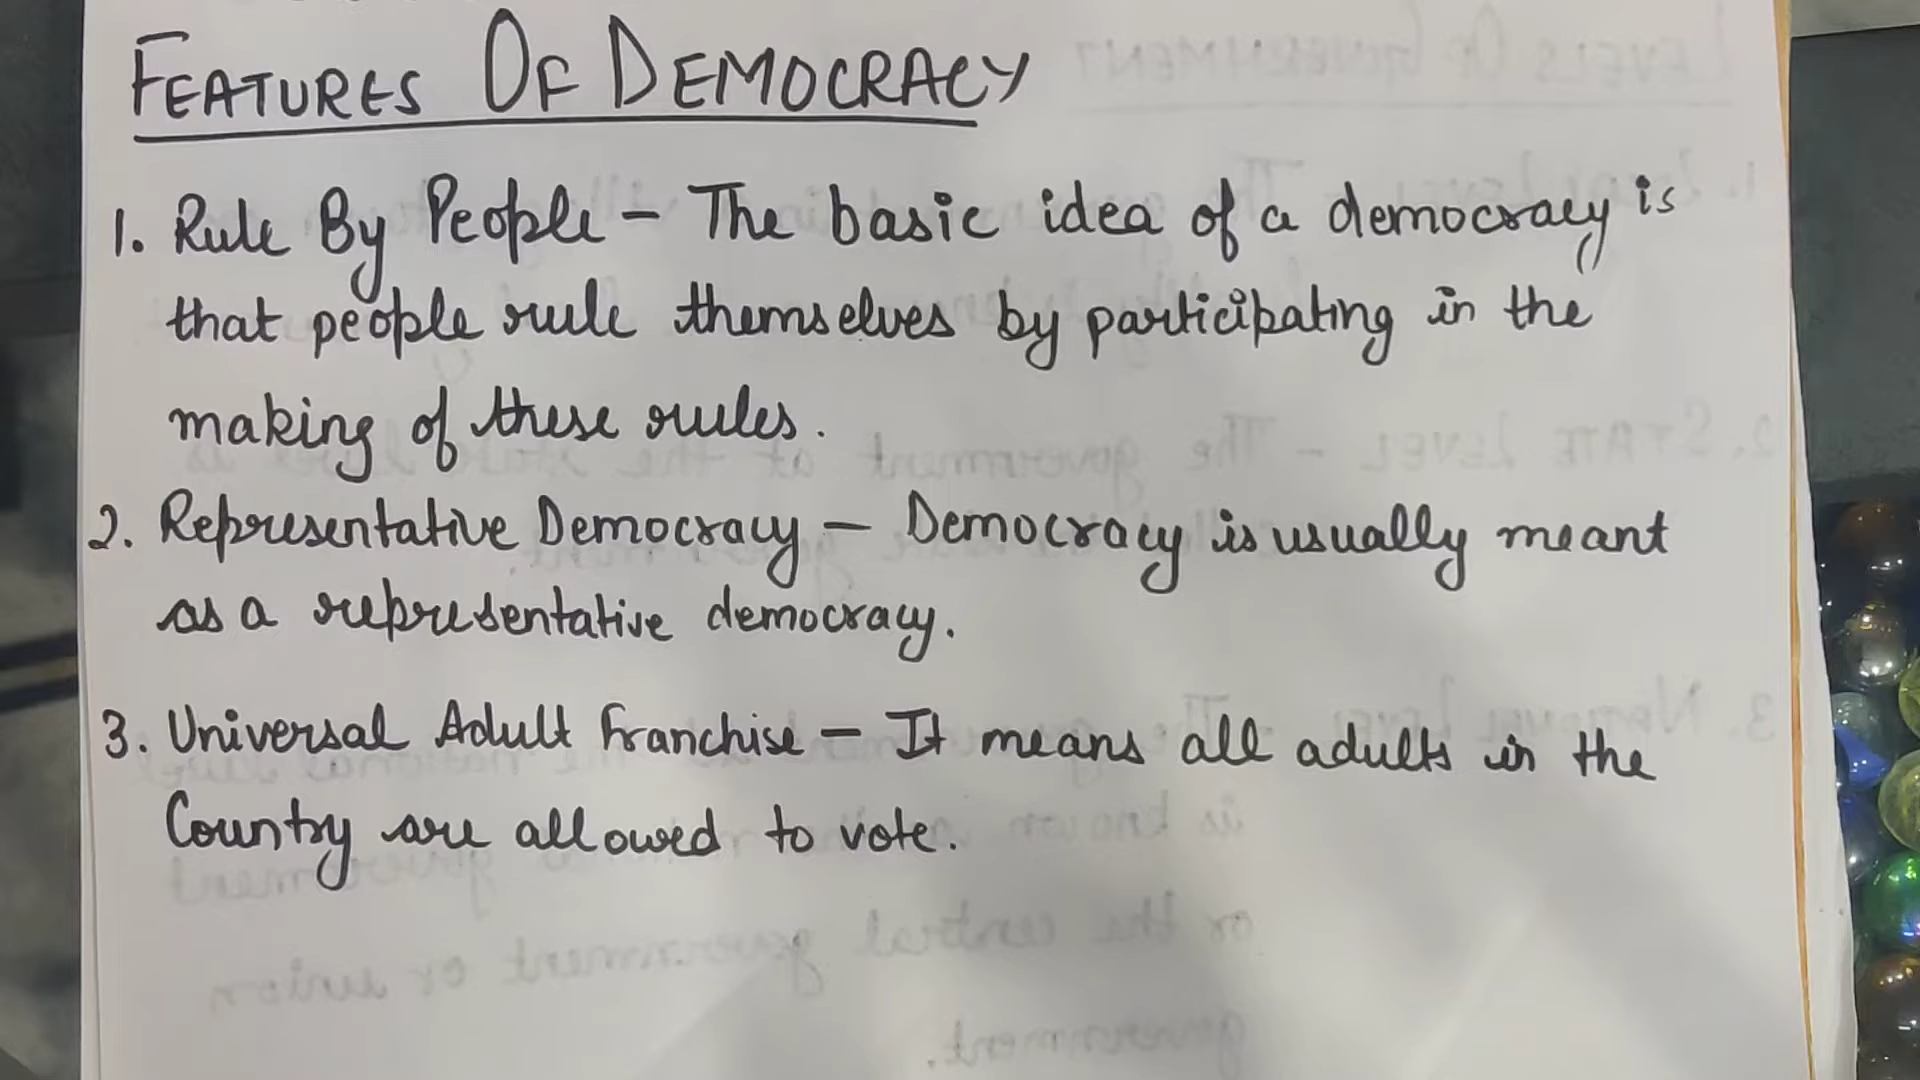 FEATURES OF DEMOCRACY
1. Rule By People – The basic idea of a democracy is
that people rule themselves by participating in the
making of these rules.
2. Representative Democracy – Democracy is usually meant
as a representative democracy.
3. Universal Adult Franchise – It means all adults in the
Country are allowed to vote.